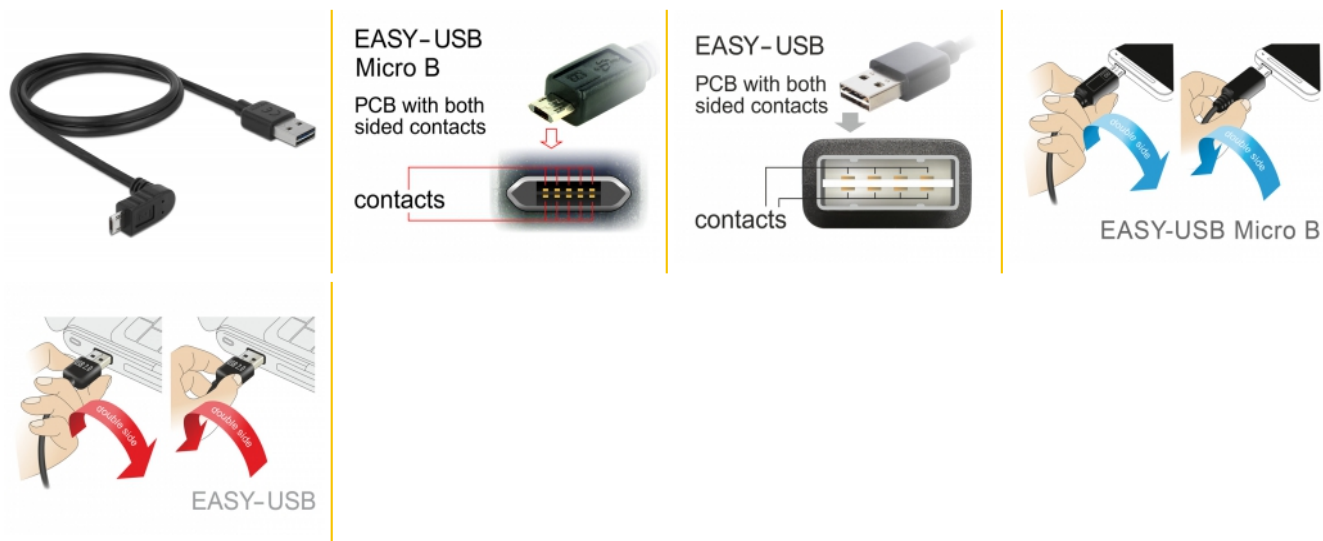 EASY-USB
Micro B
PCB with both
sided contacts
contacts
EASY-USB
PCB with both
sided contacts
contacts
double side
double side
EASY-USB Micro B
double side
double side
EASY-USB